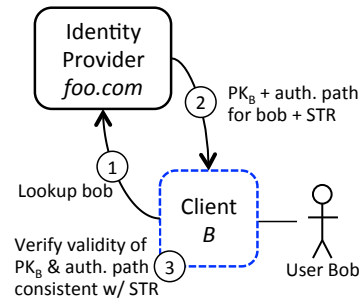 Identity
Provider
foo.com
2
PK_B + auth. path
for bob + STR
1
Lookup bob
Client
B
Verify validity of
PK_B & auth. path
consistent w/ STR
3
User Bob